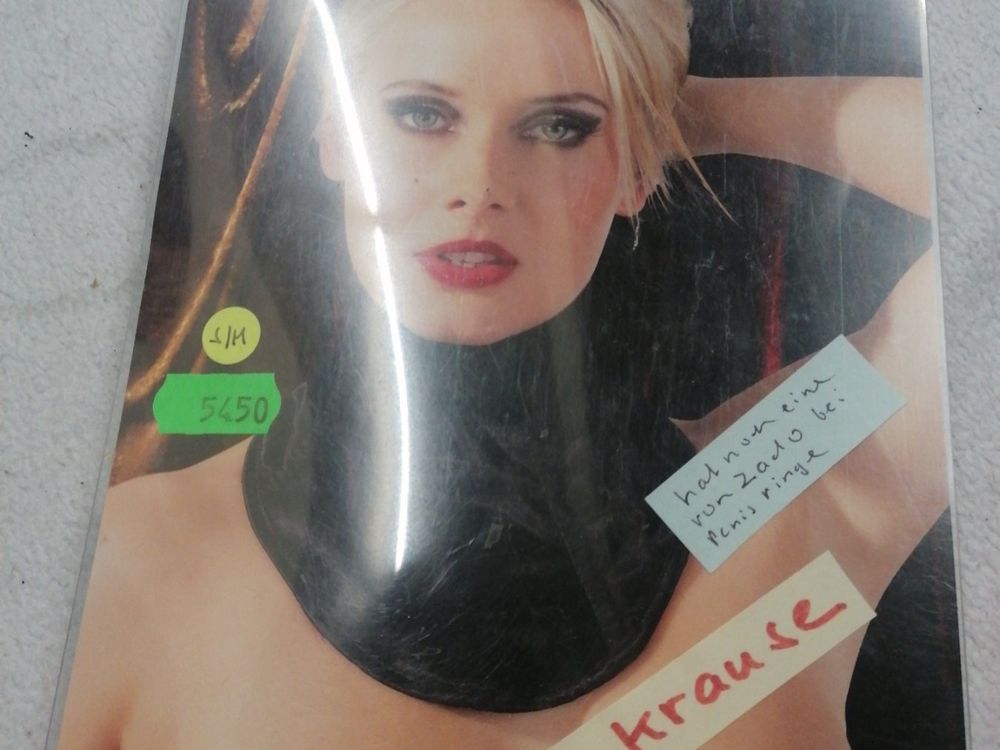 S/M
5450
hat noch eine
von Zado bei
Penis ringe
krause